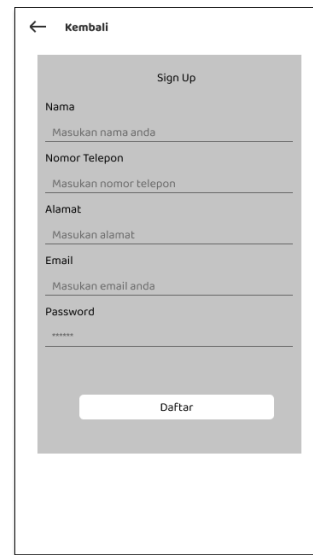 ← Kembali
Sign Up
Nama
Masukan nama anda
Nomor Telepon
Masukan nomor telepon
Alamat
Masukan alamat
Email
Masukan email anda
Password
******
Daftar